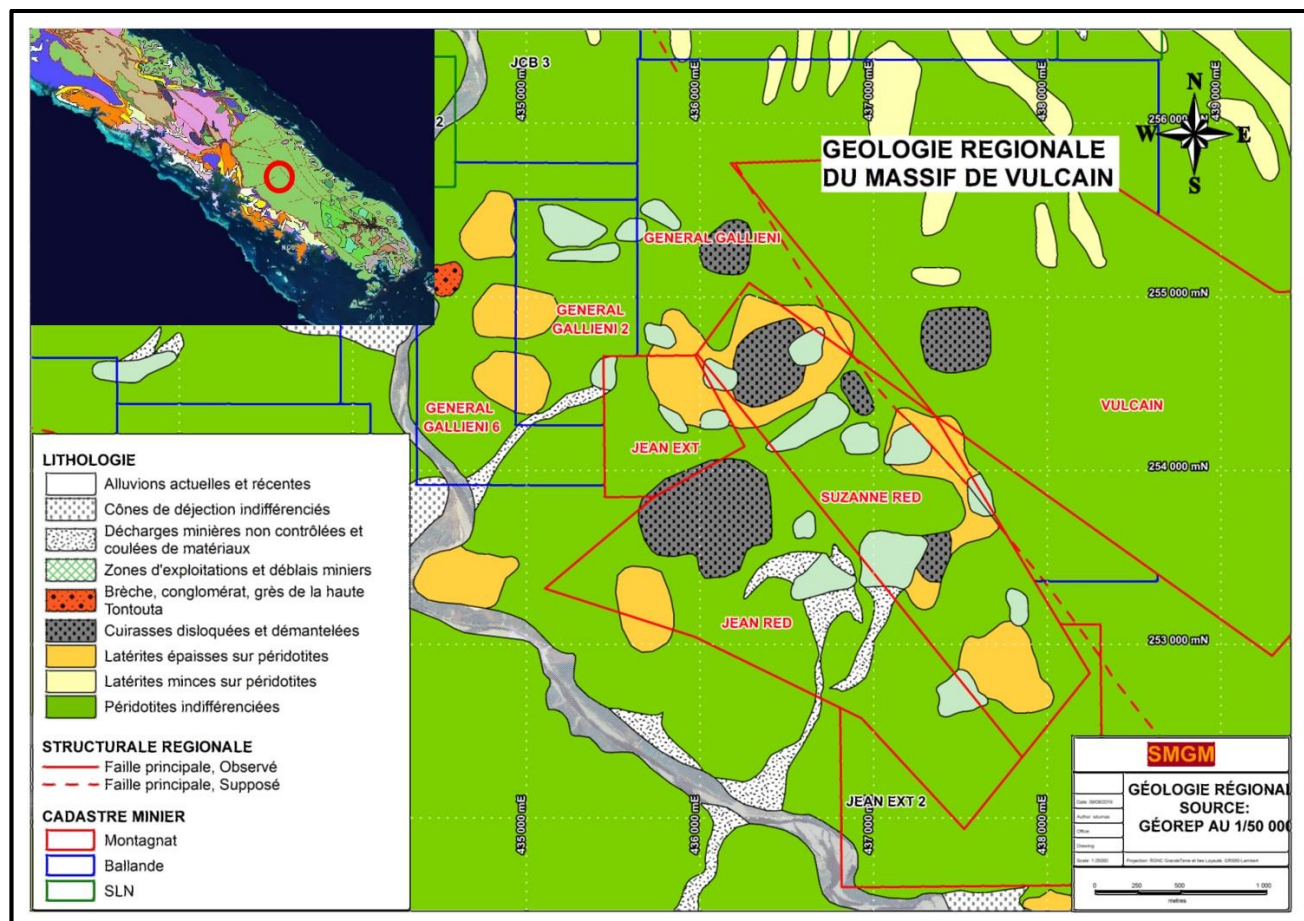 JCB 3
2
435 000 mE
436 000 mE
437 000 mE
438 000 mE
439 000 mE
256 0
N
W
E
S
GEOLOGIE REGIONALE
DU MASSIF DE VULCAIN
GENERAL GALLIENI
255 000 mN
GENERAL
GALLIENI 2
GENERAL
GALLIENI 6
VULCAIN
JEAN EXT
254 000 mN
SUZANNE RED
JEAN RED
253 000 mN
JEAN EXT 2
435 000 mE
436 000 mE
437 000 mE
438 000 mE
LITHOLOGIE
Alluvions actuelles et récentes
Cônes de déjection indifférenciés
Décharges minières non contrôlées et
coulées de matériaux
Zones d'exploitations et déblais miniers
Brèche, conglomérat, grès de la haute
Tontouta
Cuirasses disloquées et démantelées
Latérites épaisses sur péridotites
Latérites minces sur péridotites
Péridotites indifférenciées
STRUCTURALE REGIONALE
Faille principale, Observé
Faille principale, Supposé
CADASTRE MINIER
Montagnat
Ballande
SLN
SMGM
GÉOLOGIE RÉGIONAL
SOURCE:
GÉOREP AU 1/50 000
Office:
Drawing:
0 250 500 1 000
metres